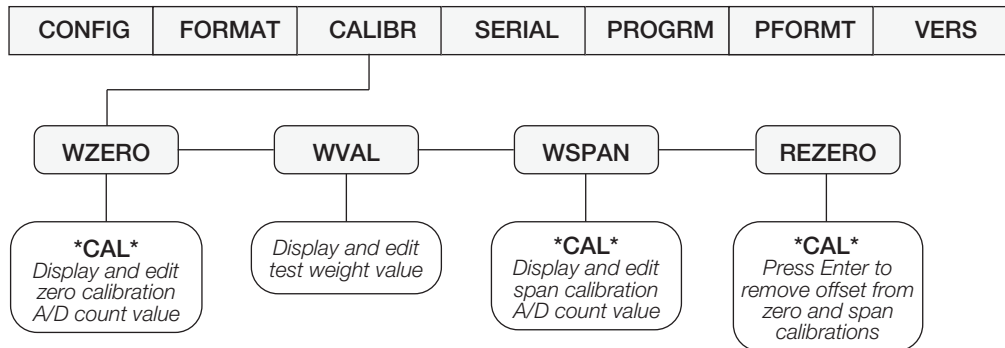 CONFIG FORMAT CALIBR SERIAL PROGRM PFORMT VERS
WZERO WVAL WSPAN REZERO
*CAL*
Display and edit
zero calibration
A/D count value
Display and edit
test weight value
*CAL*
Display and edit
span calibration
A/D count value
*CAL*
Press Enter to
remove offset from
zero and span
calibrations